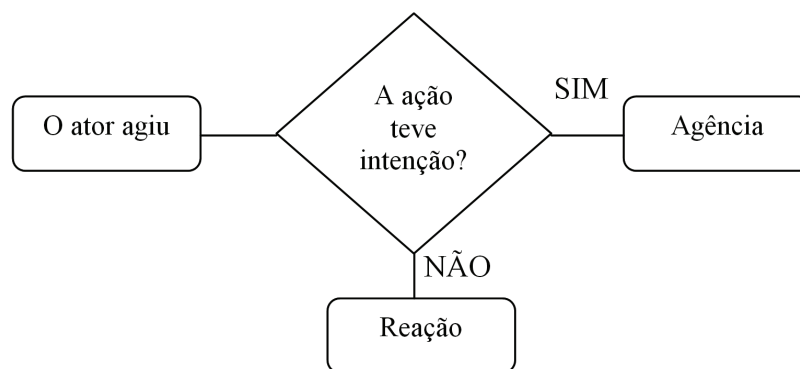 O ator agiu
A ação
teve
intenção?
SIM
Agência
NÃO
Reação